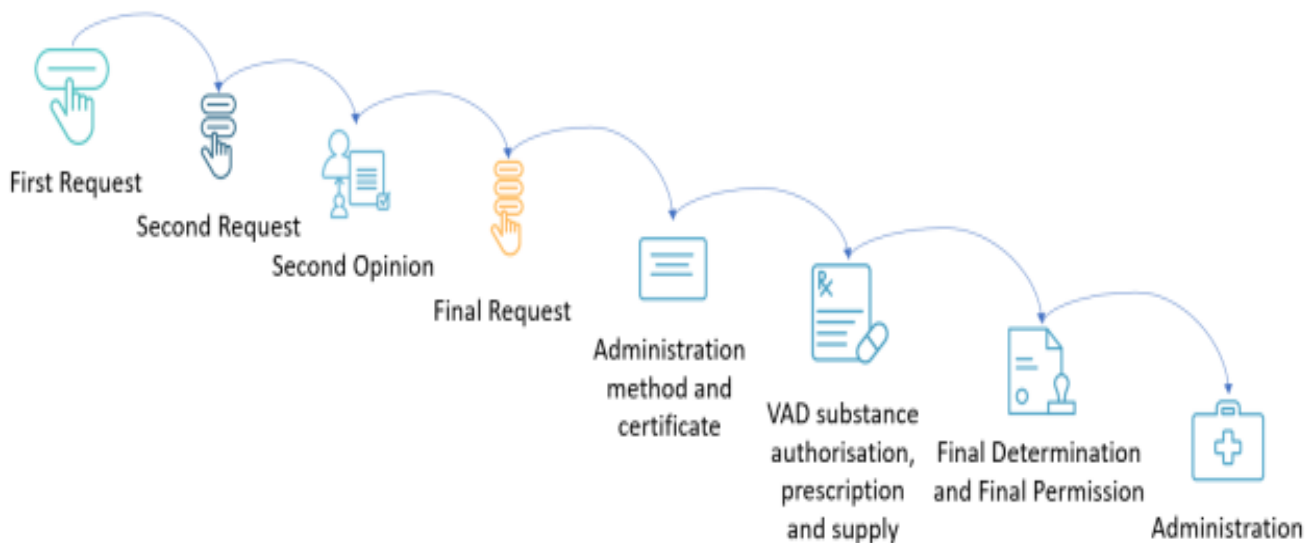 First Request
Second Request
Second Opinion
Final Request
Administration
method and
certificate
Rx
VAD substance
authorisation,
prescription
and supply
Final Determination
and Final Permission
Administration